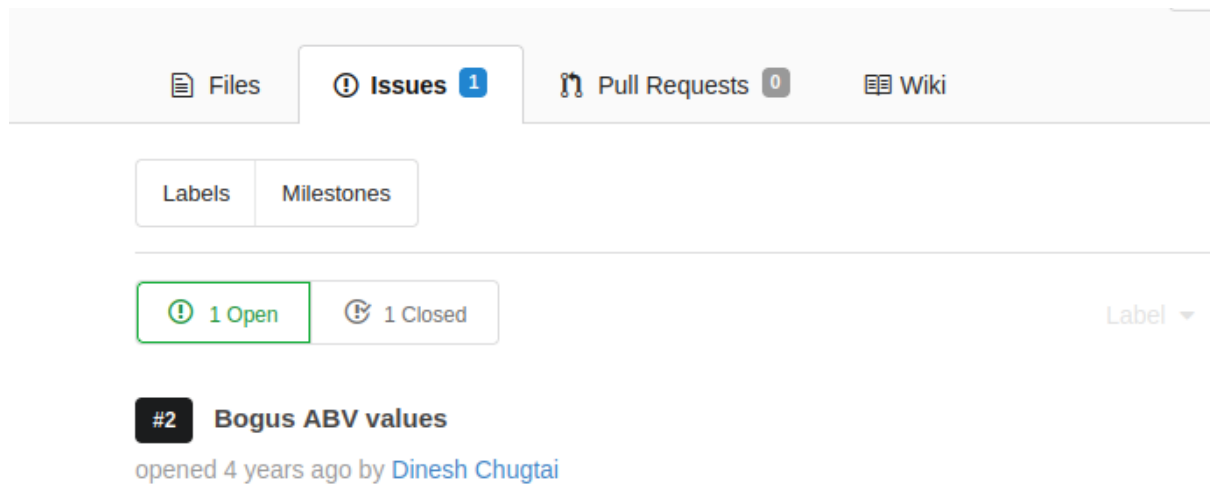 Files Issues 1 Pull Requests 0 Wiki
Labels Milestones
1 Open 1 Closed Label
#2 Bogus ABV values
opened 4 years ago by Dinesh Chugtai